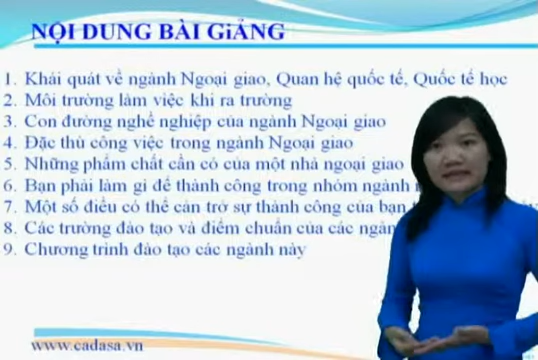 NỘI DUNG BÀI GiẢNG
1. Khái quát về ngành Ngoại giao, Quan hệ quốc tế, Quốc tế học
2. Môi trường làm việc khi ra trường
3. Con đường nghề nghiệp của ngành Ngoại giao
4. Đặc thù công việc trong ngành Ngoại giao
5. Những phẩm chất cần có của một nhà ngoại giao
6. Bạn phải làm gì để thành công trong nhóm ngành
7. Một số điều có thể cản trở sự thành công của bạn
8. Các trường đào tạo và điểm chuẩn của các ngàn
9. Chương trình đào tạo các ngành này
www.cadasa.vn